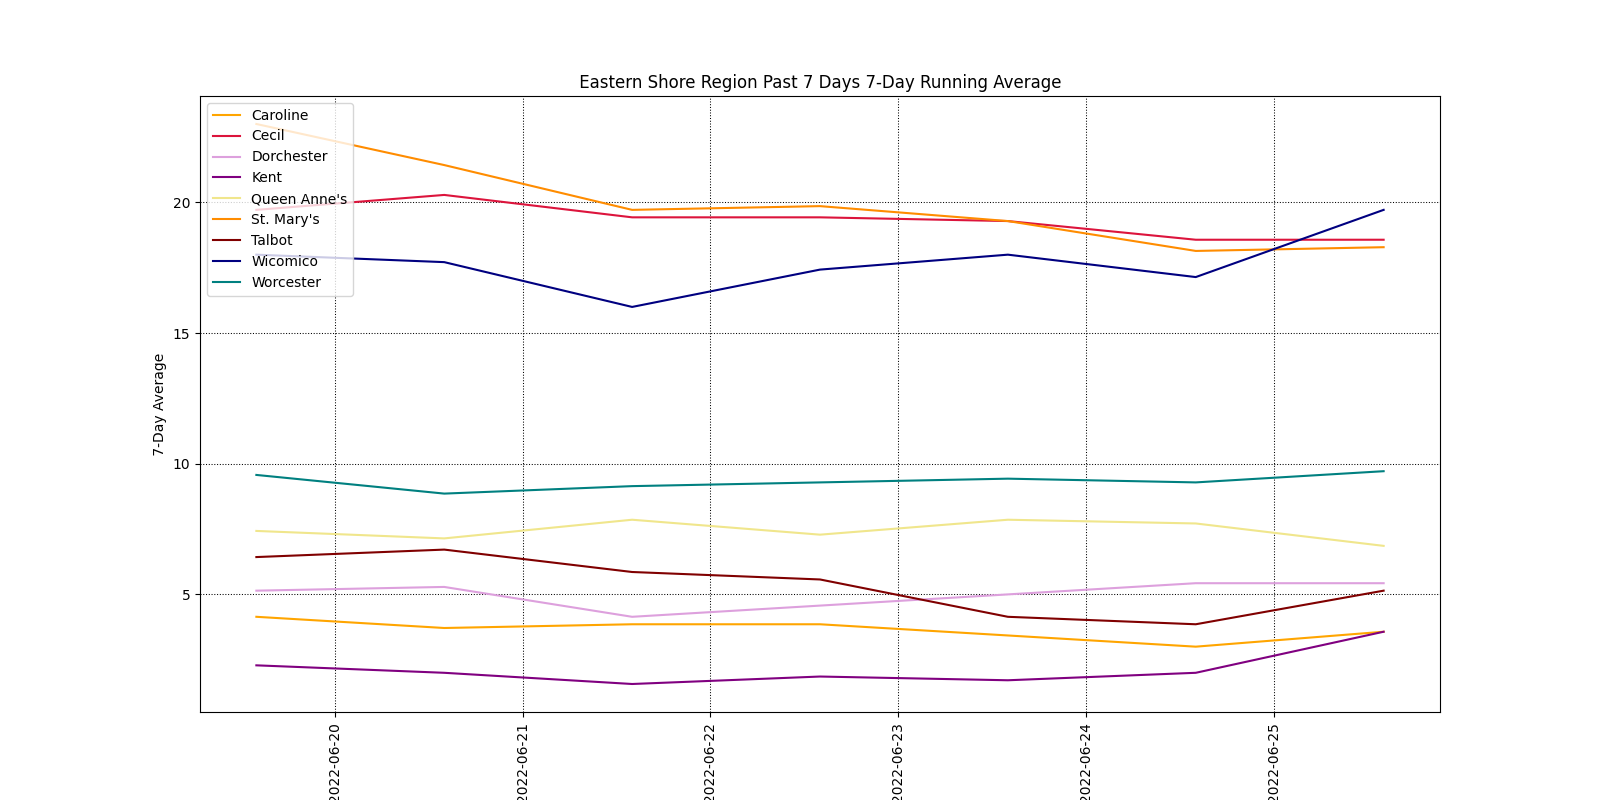 Eastern Shore Region Past 7 Days 7-Day Running Average
Caroline
Cecil
Dorchester
Kent
Queen Anne's
St. Mary's
Talbot
Wicomico
Worcester
20
15
10
5
7-Day Average
2022-06-20
2022-06-21
2022-06-22
2022-06-23
2022-06-24
2022-06-25